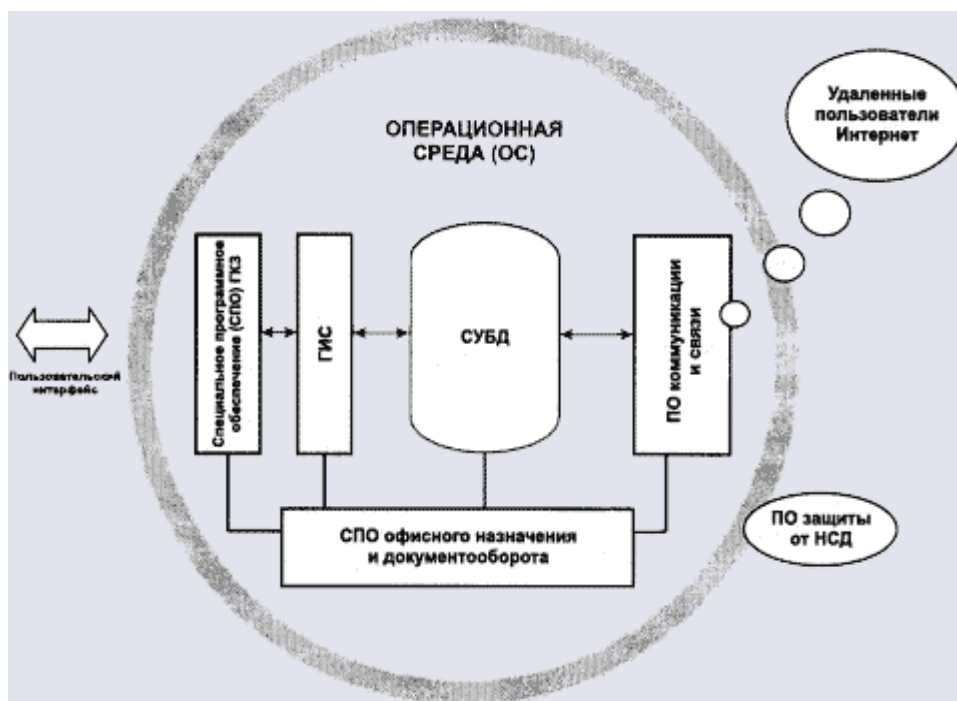 Удаленные
пользователи
Интернет
ОПЕРАЦИОННАЯ
СРЕДА (ОС)
Пользовательский
интерфейс
Специальное программное
обеспечение (СПО) ГКЗ
ГИС
СУБД
ПО коммуникации
и связи
СПО офисного назначения
и документооборота
ПО защиты
от НСД